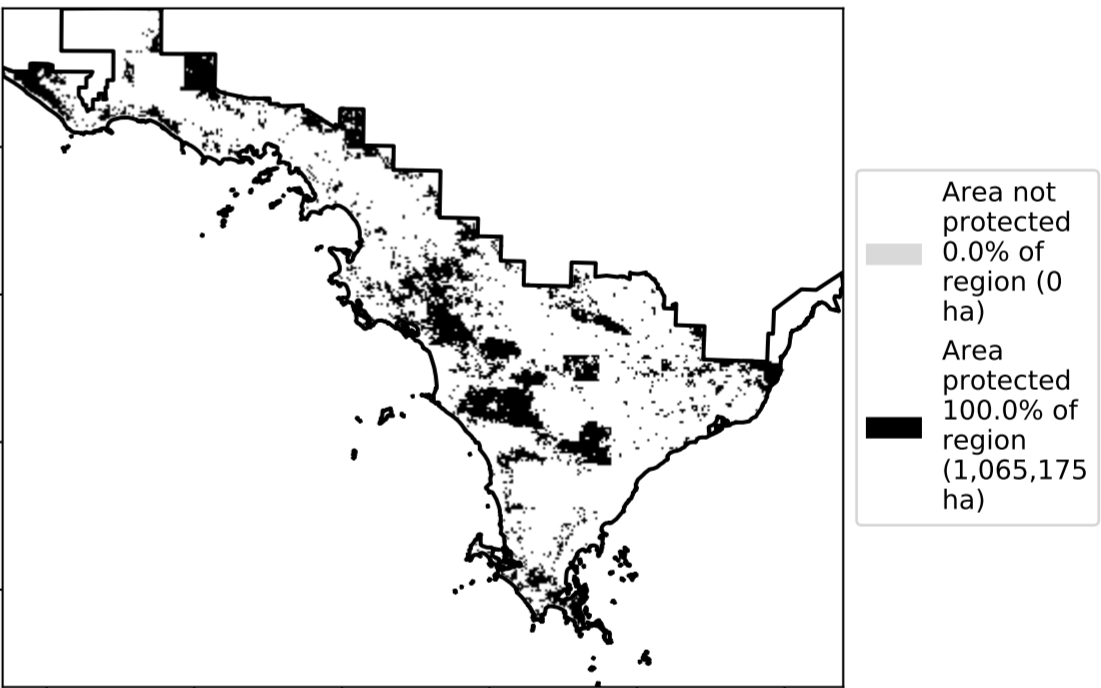 Area not
protected
0.0% of
region (0
ha)
Area
protected
100.0% of
region
(1,065,175
ha)